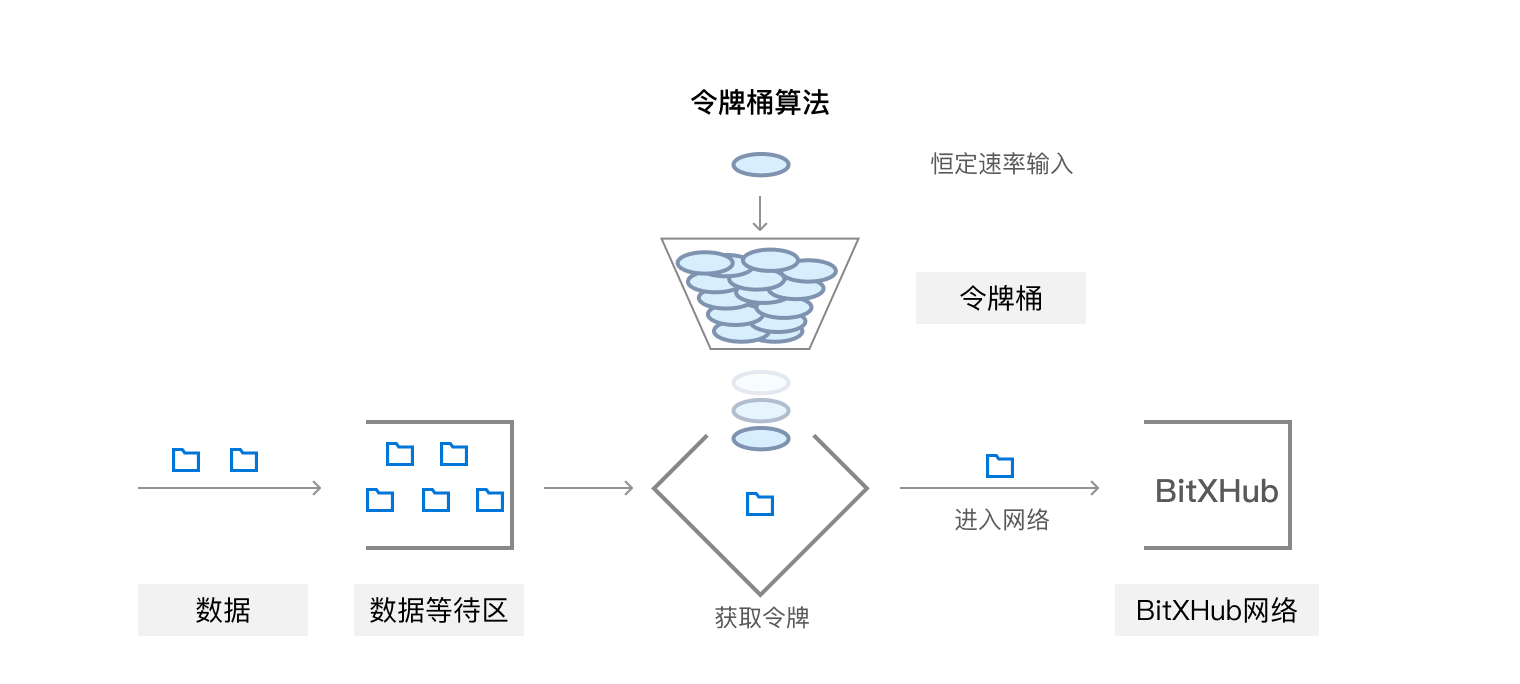 令牌桶算法
恒定速率输入
令牌桶
进入网络
BitXHub
数据
数据等待区
获取令牌
BitXHub网络